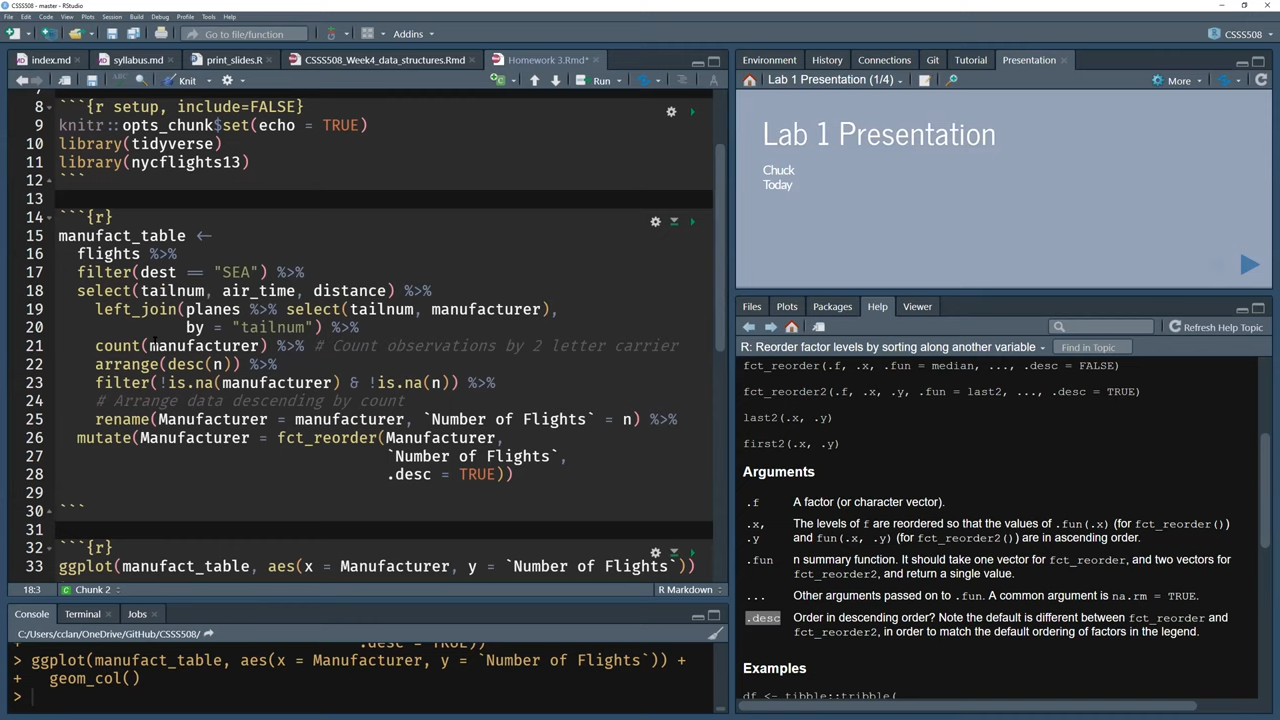 CSSS508 - master - RStudio
File Edit Code View Plots Session Build Debug Profile Tools Help
Go to file/function
Addins
CSSS508
index.md
syllabus.md
print_slides.R
CSSS508_Week4_data_structures.Rmd
Homework 3.Rmd*
Knit
Run
7
8 ```{r setup, include=FALSE}
9 knitr::opts_chunk$set(echo = TRUE)
10 library(tidyverse)
11 library(nycflights13)
12 ```
13
14 ```{r}
15 manufact_table <-
16 flights %>%
17 filter(dest == "SEA") %>%
18 select(tailnum, air_time, distance) %>%
19 left_join(planes %>% select(tailnum, manufacturer),
20 by = "tailnum") %>%
21 count(manufacturer) %>% # Count observations by 2 letter carrier
22 arrange(desc(n)) %>%
23 filter(!is.na(manufacturer) & !is.na(n)) %>%
24 # Arrange data descending by count
25 rename(Manufacturer = manufacturer, `Number of Flights` = n) %>%
26 mutate(Manufacturer = fct_reorder(Manufacturer,
27 `Number of Flights`,
28 .desc = TRUE))
29
30 ```
31
32 ```{r}
33 ggplot(manufact_table, aes(x = Manufacturer, y = `Number of Flights`))
18:3 Chunk 2 R Markdown
Console Terminal Jobs
C:/Users/cclan/OneDrive/GitHub/CSSS508/
.desc = TRUE))
> ggplot(manufact_table, aes(x = Manufacturer, y = `Number of Flights`)) +
+ geom_col()
>
Environment History Connections Git Tutorial Presentation
Lab 1 Presentation (1/4) More
Lab 1 Presentation
Chuck
Today
Files Plots Packages Help Viewer
Refresh Help Topic
R: Reorder factor levels by sorting along another variable Find in Topic
fct_reorder(.f, .x, .fun = median, ..., .desc = FALSE)
fct_reorder2(.f, .x, .y, .fun = last2, ..., .desc = TRUE)
last2(.x, .y)
first2(.x, .y)
Arguments
.f A factor (or character vector).
.x, The levels of f are reordered so that the values of .fun(.x) (for fct_reorder())
.y and fun(.x, .y) (for fct_reorder2()) are in ascending order.
.fun n summary function. It should take one vector for fct_reorder, and two vectors for
fct_reorder2, and return a single value.
... Other arguments passed on to .fun. A common argument is na.rm = TRUE.
.desc Order in descending order? Note the default is different between fct_reorder and
fct_reorder2, in order to match the default ordering of factors in the legend.
Examples
df <- tibble::tribble(